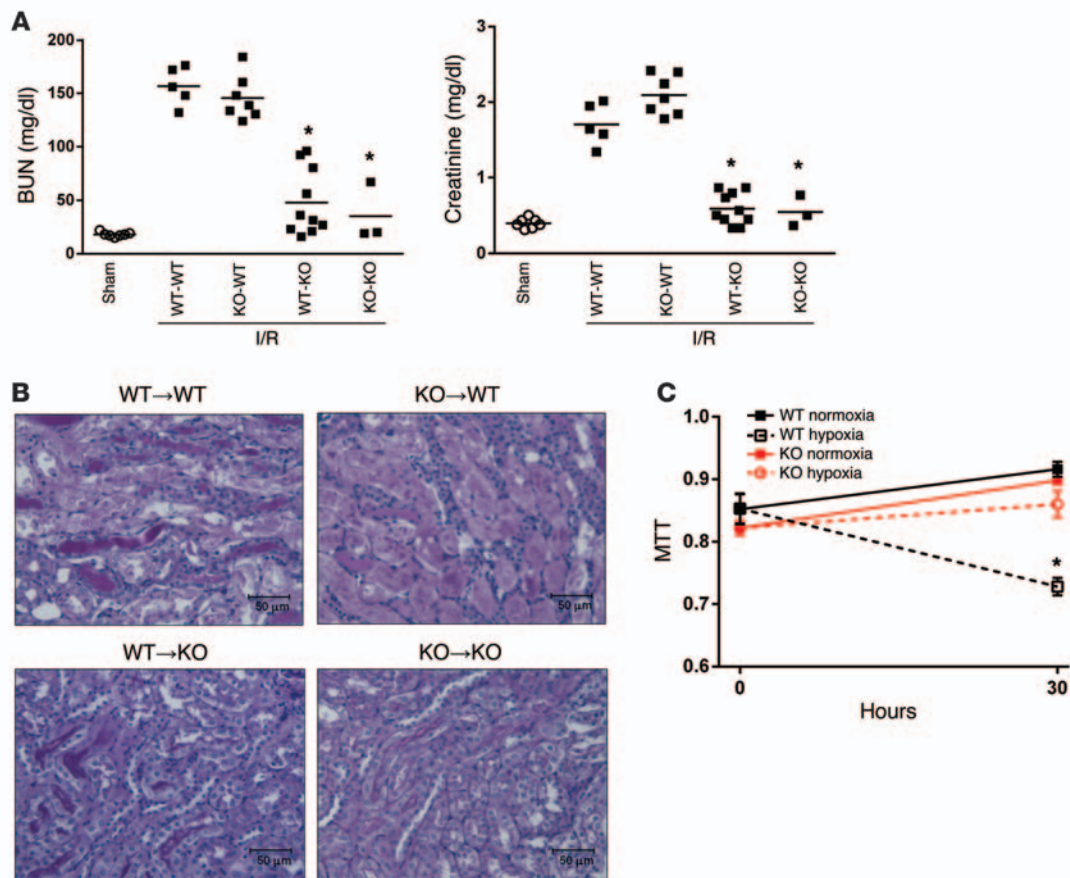 A
BUN (mg/dl)
200
150
100
50
0
*
*
Sham
WT-WT
KO-WT
WT-KO
KO-KO
I/R
Creatinine (mg/dl)
3
2
1
0
*
*
Sham
WT-WT
KO-WT
WT-KO
KO-KO
I/R
B
WT→WT
50 μm
KO→WT
50 μm
WT→KO
50 μm
KO→KO
50 μm
C
WT normoxia
WT hypoxia
KO normoxia
KO hypoxia
MTT
1.0
0.9
0.8
0.7
0.6
*
0
30
Hours